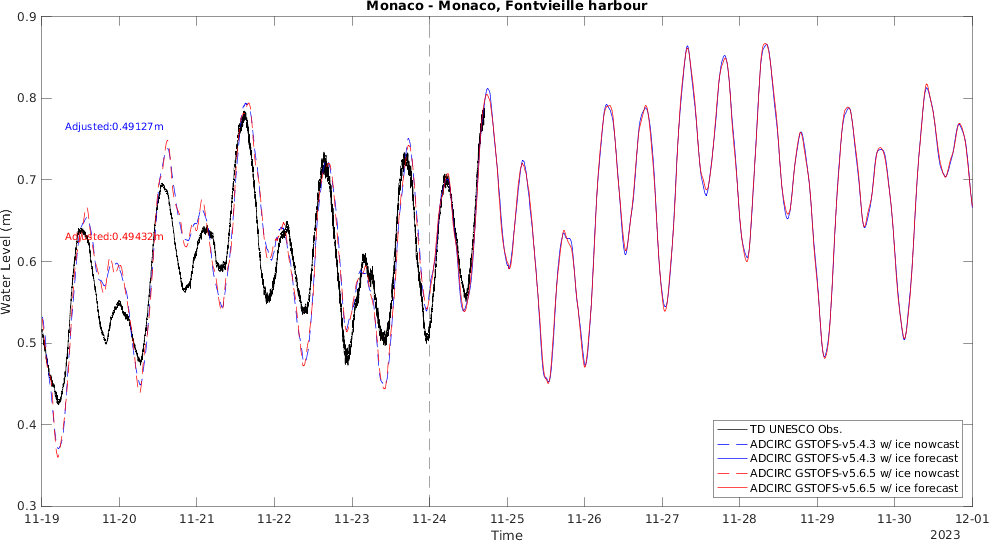 Monaco - Monaco, Fontvieille harbour
0.9
0.8
0.7
0.6
0.5
0.4
0.3
Water Level (m)
Adjusted:0.49127m
Adjusted:0.49432m
TD UNESCO Obs.
ADCIRC GSTOFS-v5.4.3 w/ ice nowcast
ADCIRC GSTOFS-v5.4.3 w/ ice forecast
ADCIRC GSTOFS-v5.6.5 w/ ice nowcast
ADCIRC GSTOFS-v5.6.5 w/ ice forecast
11-19 11-20 11-21 11-22 11-23 11-24 11-25 11-26 11-27 11-28 11-29 11-30 12-01
Time
2023